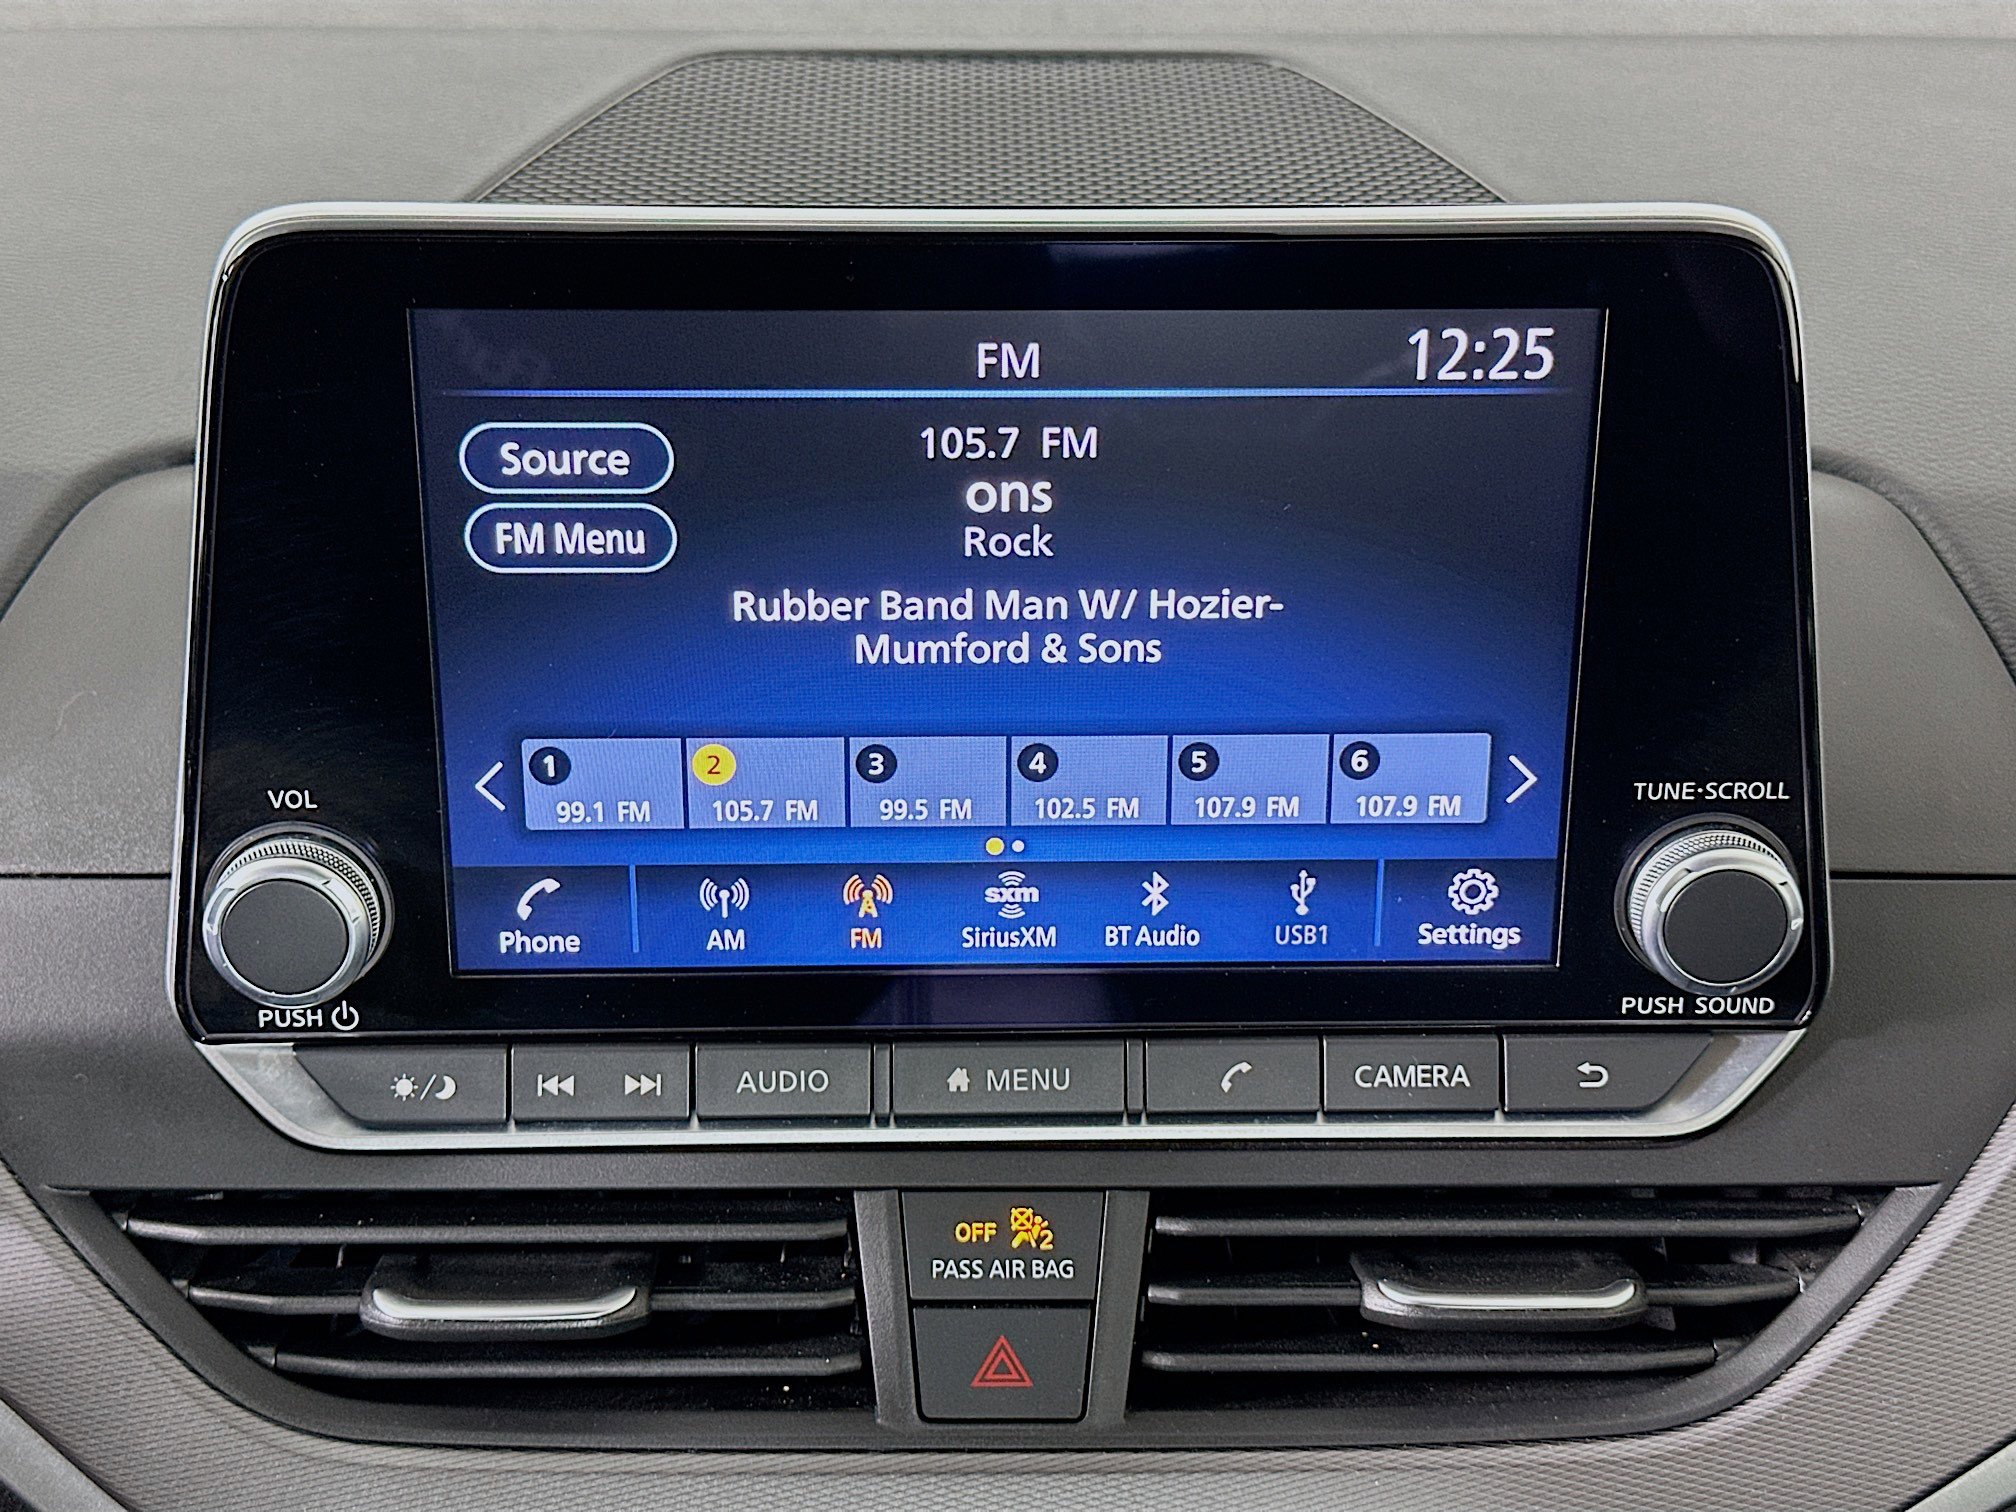 FM 12:25
Source
105.7 FM
ons
FM Menu
Rock
Rubber Band Man W/ Hozier-
Mumford & Sons
1 2 3 4 5 6
99.1 FM 105.7 FM 99.5 FM 102.5 FM 107.9 FM 107.9 FM
VOL
TUNE·SCROLL
sxm
Phone AM FM SiriusXM BT Audio USB1 Settings
PUSH
PUSH SOUND
AUDIO MENU CAMERA
OFF 2
PASS AIR BAG